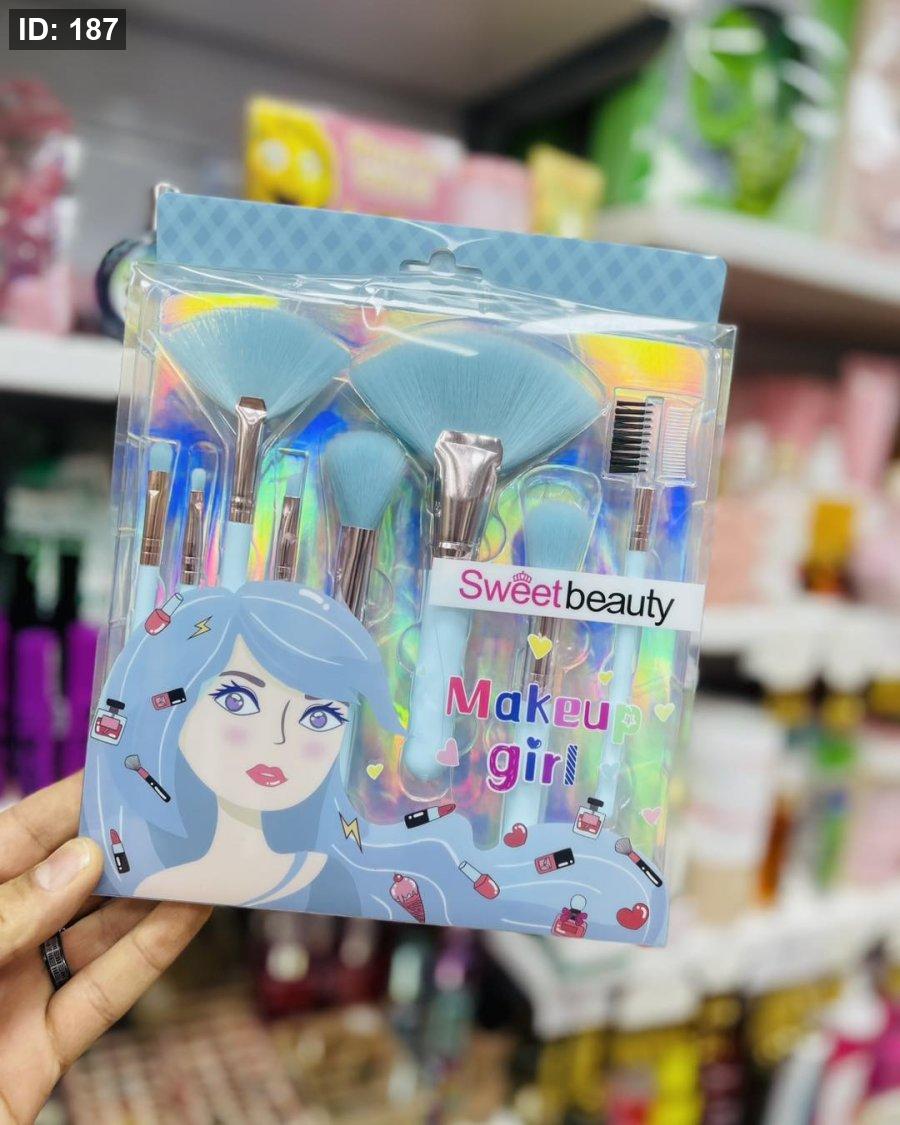 ID: 187
Sweetbeauty
Makeup
girl